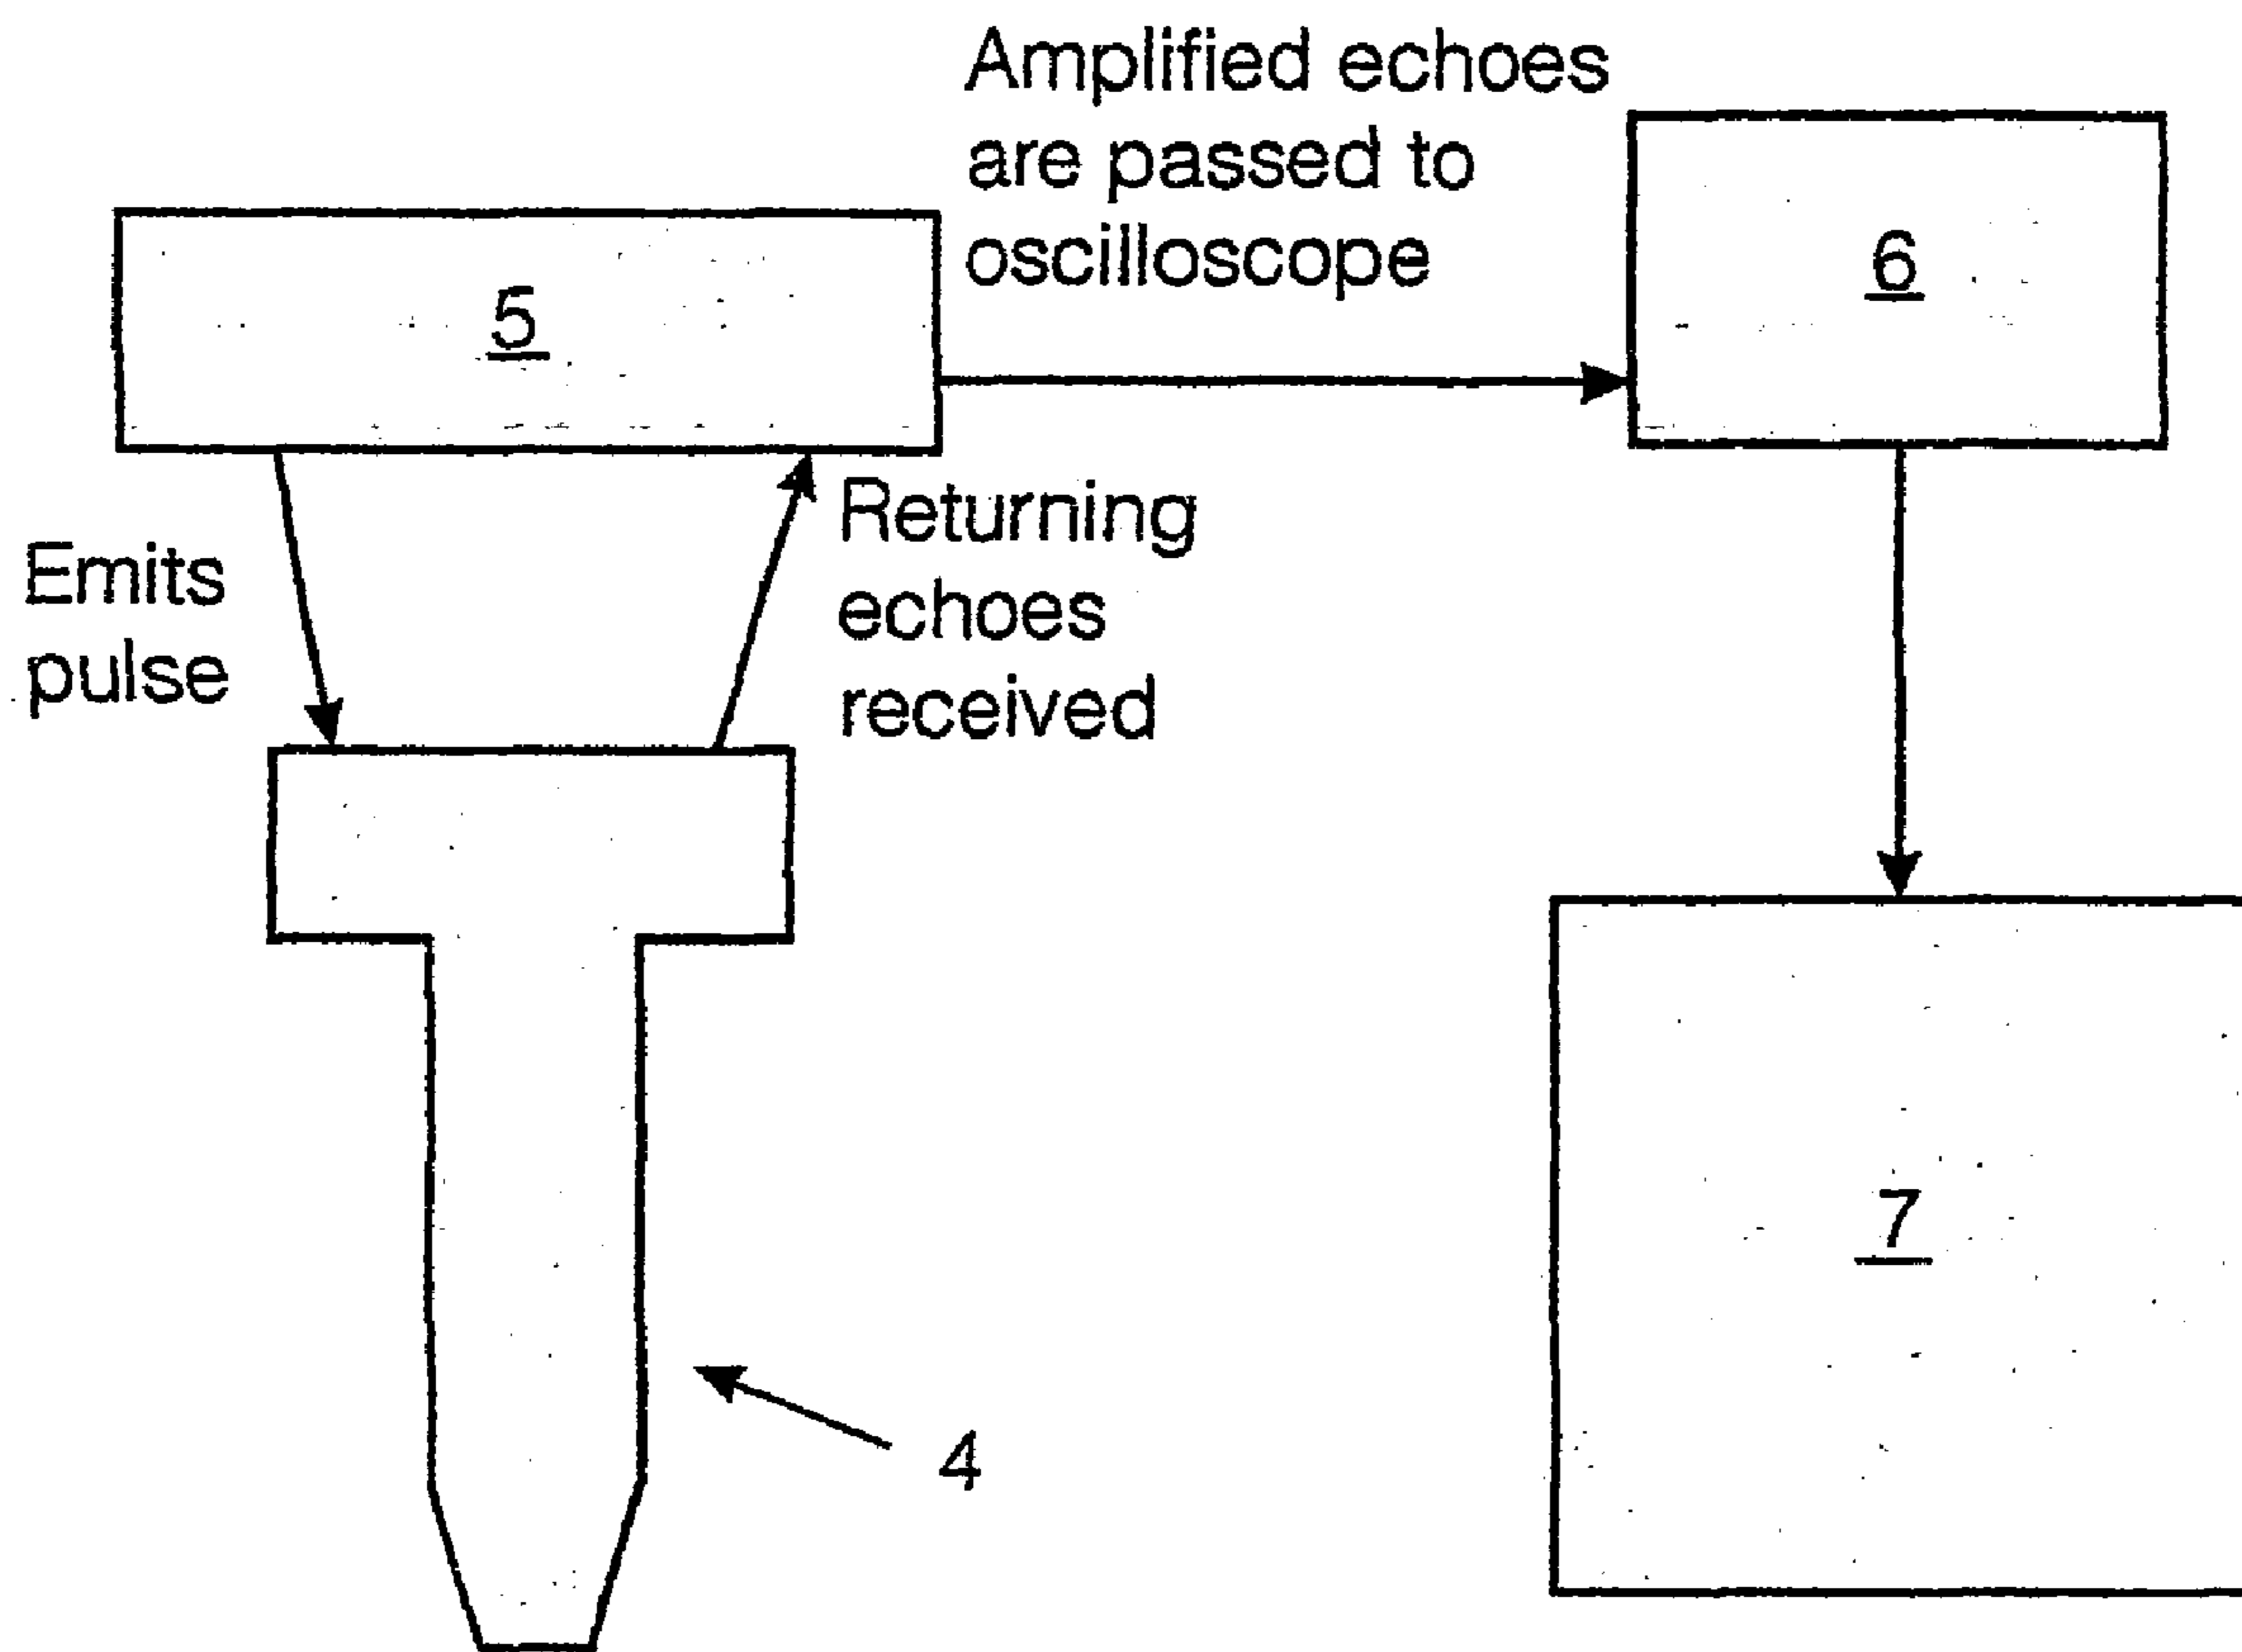 Amplified echoes
are passed to
oscilloscope
5
6
Emits
pulse
Returning
echoes
received
7
4